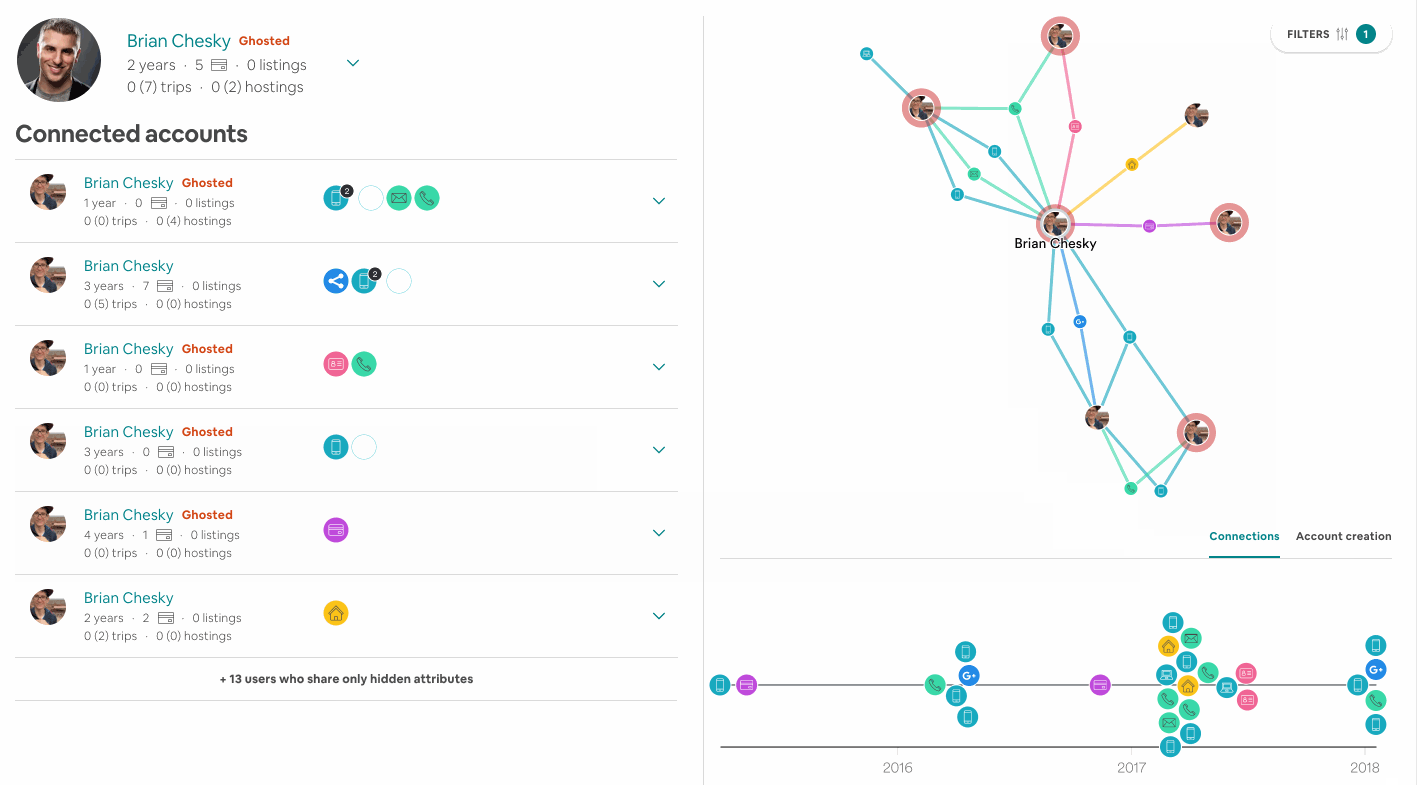 Brian Chesky Ghosted
2 years · 5 · 0 listings
0 (7) trips · 0 (2) hostings
Connected accounts
Brian Chesky Ghosted
2
1 year · 0 · 0 listings
0 (0) trips · 0 (4) hostings
Brian Chesky
2
3 years · 7 · 0 listings
0 (5) trips · 0 (0) hostings
Brian Chesky Ghosted
1 year · 0 · 0 listings
0 (0) trips · 0 (0) hostings
Brian Chesky Ghosted
3 years · 0 · 0 listings
0 (0) trips · 0 (0) hostings
Brian Chesky Ghosted
4 years · 1 · 0 listings
0 (0) trips · 0 (0) hostings
Brian Chesky
2 years · 2 · 0 listings
0 (2) trips · 0 (0) hostings
+ 13 users who share only hidden attributes
FILTERS 1
Brian Chesky
G+
Connections Account creation
G+
G+
2016 2017 2018